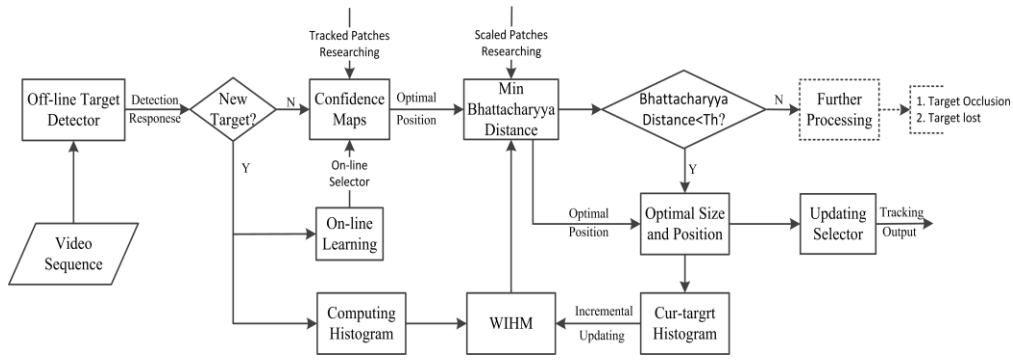 Tracked Patches
Researching
Scaled Patches
Researching
Off-line Target
Detector
Detection
Responese
New
Target?
N
Confidence
Maps
Optimal
Position
Min
Bhattacharyya
Distance
Bhattacharyya
Distance<Th?
N
Further
Processing
1. Target Occlusion
2. Target lost
Y
On-line
Selector
Y
Video
Sequence
On-line
Learning
Optimal
Position
Optimal Size
and Position
Updating
Selector
Tracking
Output
Computing
Histogram
WIHM
Incremental
Updating
Cur-targrt
Histogram